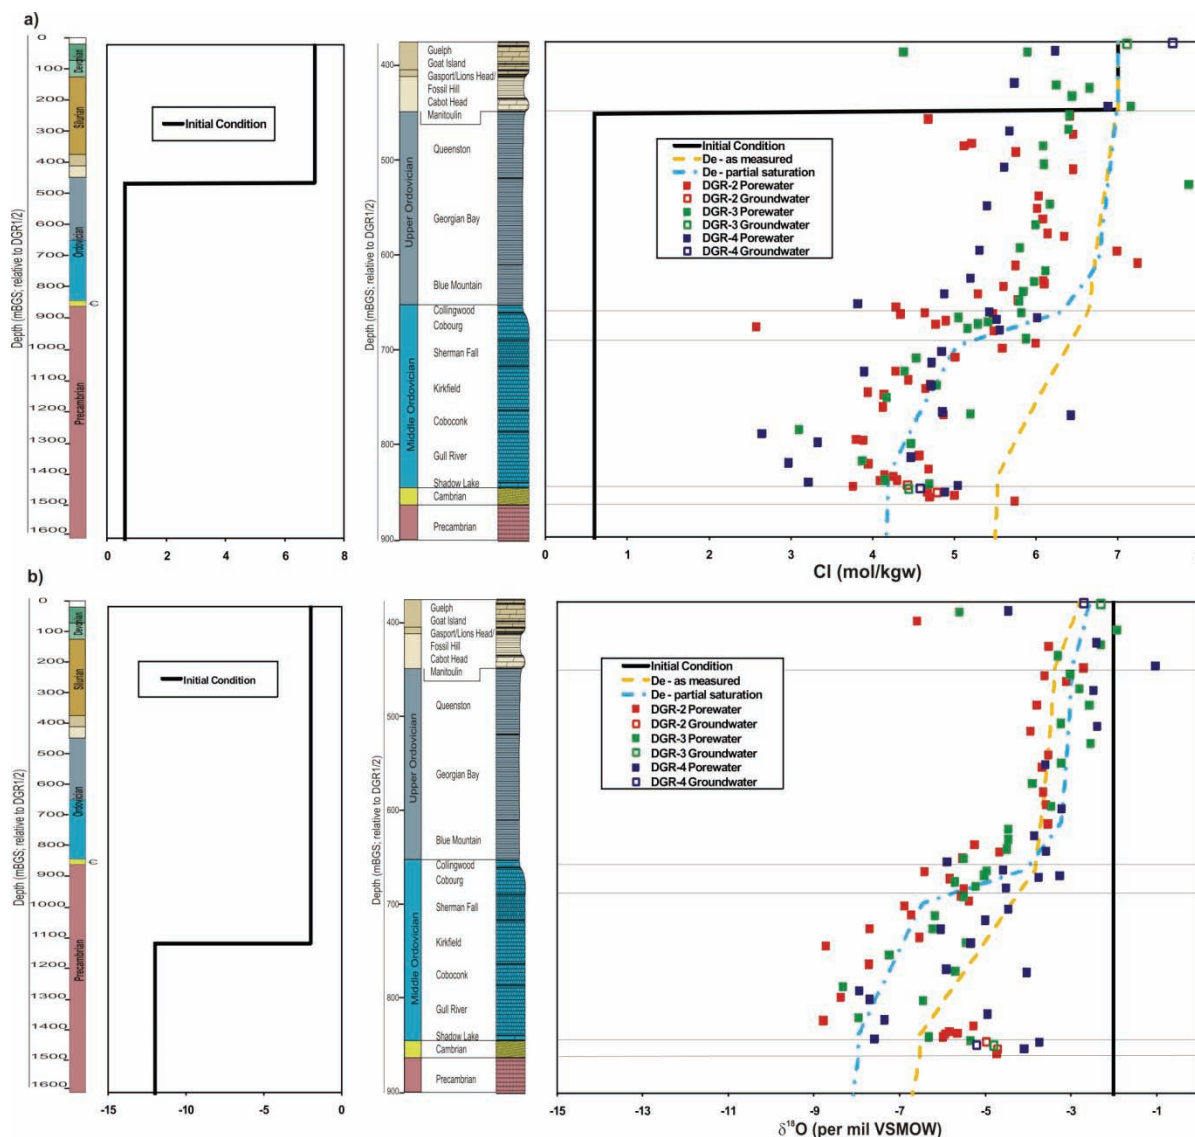 a)
Depth (mBGS; relative to DGR1/2)
0
100
200
300
400
500
600
700
800
900
1000
1100
1200
1300
1400
1500
1600
Devonian
Silurian
Ordovician
C
Precambrian
Initial Condition
0 2 4 6 8
Depth (mBGS; relative to DGR1/2)
400
500
600
700
800
900
Upper Ordovician
Middle Ordovician
Guelph
Goat Island
Gasport/Lions Head/
Fossil Hill
Cabot Head
Manitoulin
Queenston
Georgian Bay
Blue Mountain
Collingwood
Cobourg
Sherman Fall
Kirkfield
Coboconk
Gull River
Shadow Lake
Cambrian
Precambrian
Initial Condition
De - as measured
De - partial saturation
DGR-2 Porewater
DGR-2 Groundwater
DGR-3 Porewater
DGR-3 Groundwater
DGR-4 Porewater
DGR-4 Groundwater
0 1 2 3 4 5 6 7
Cl (mol/kgw)
b)
Depth (mBGS; relative to DGR1/2)
0
100
200
300
400
500
600
700
800
900
1000
1100
1200
1300
1400
1500
1600
Devonian
Silurian
Ordovician
C
Precambrian
Initial Condition
-15 -10 -5 0
Depth (mBGS; relative to DGR1/2)
400
500
600
700
800
900
Upper Ordovician
Middle Ordovician
Guelph
Goat Island
Gasport/Lions Head/
Fossil Hill
Cabot Head
Manitoulin
Queenston
Georgian Bay
Blue Mountain
Collingwood
Cobourg
Sherman Fall
Kirkfield
Coboconk
Gull River
Shadow Lake
Cambrian
Precambrian
Initial Condition
De - as measured
De - partial saturation
DGR-2 Porewater
DGR-2 Groundwater
DGR-3 Porewater
DGR-3 Groundwater
DGR-4 Porewater
DGR-4 Groundwater
-15 -13 -11 -9 -7 -5 -3 -1
δ¹⁸O (per mil VSMOW)